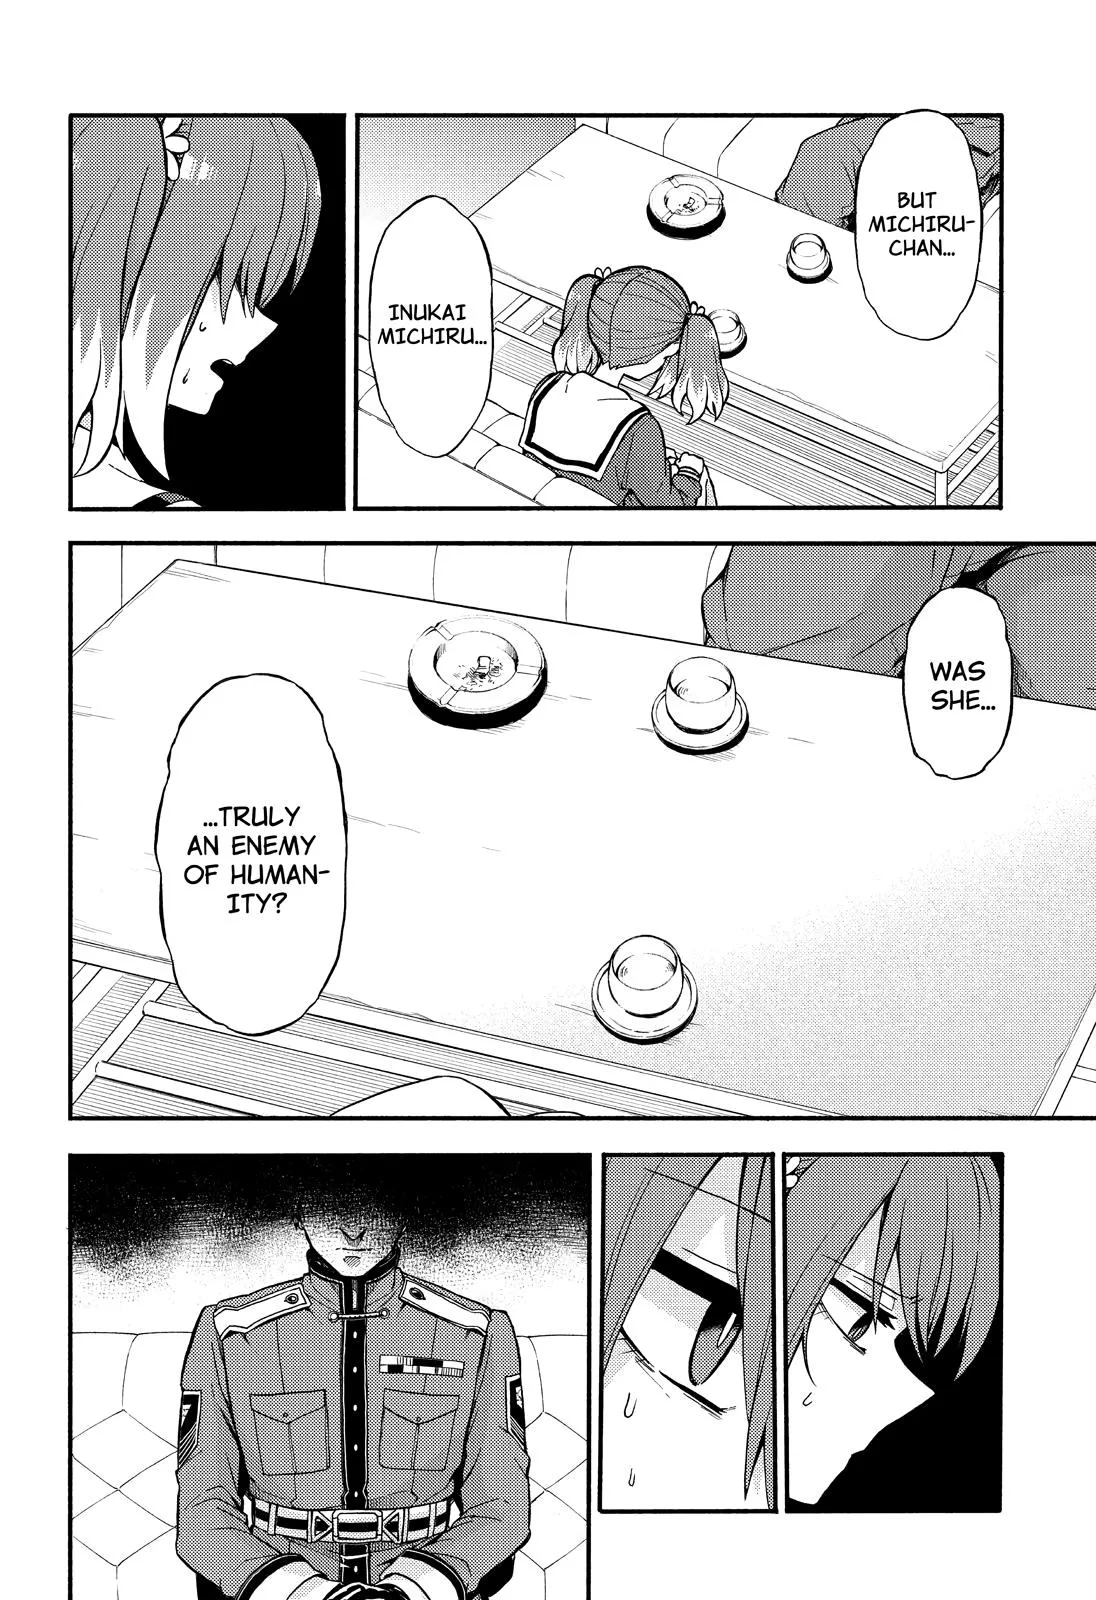 BUT
MICHIRU-
CHAN...
INUKAI
MICHIRU...
WAS
SHE...
...TRULY
AN ENEMY
OF HUMAN-
ITY?